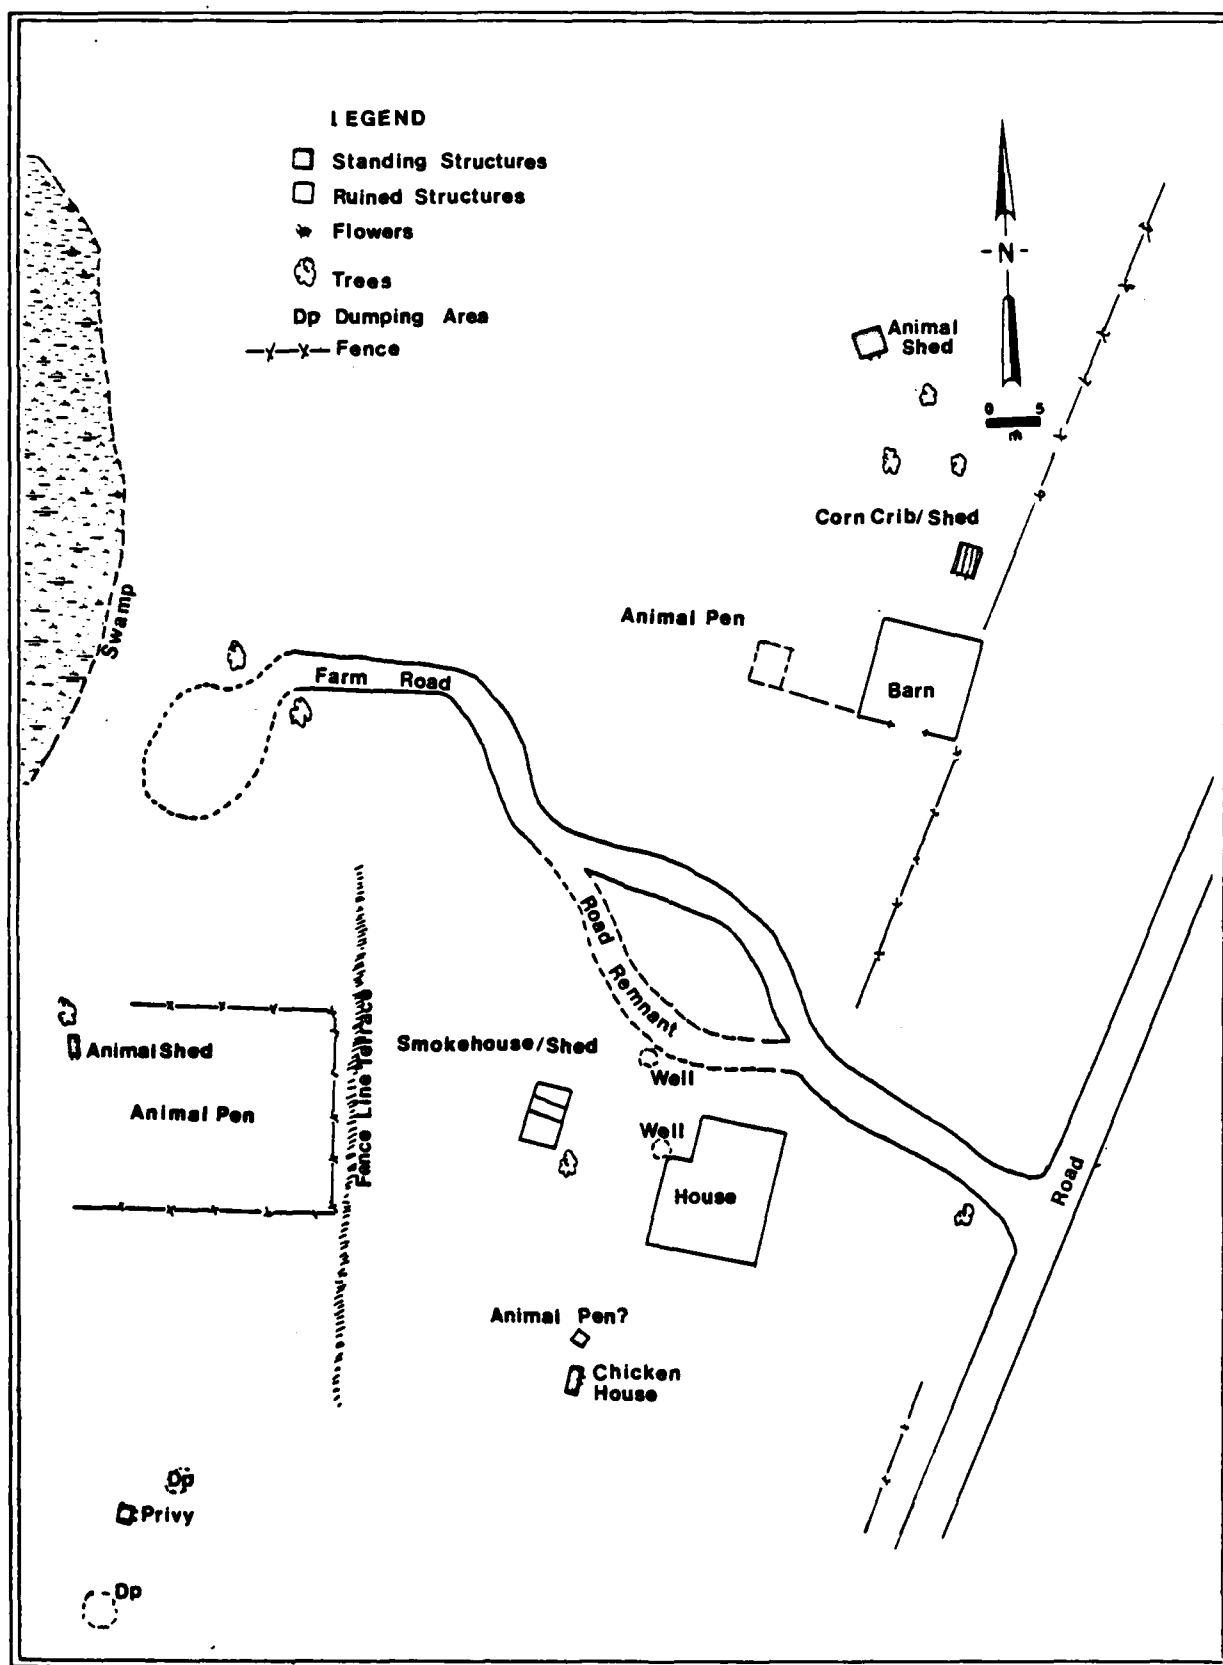 LEGEND
Standing Structures
Ruined Structures
Flowers
Trees
Dp Dumping Area
Fence
-N-
Animal
Shed
0 5
m
Corn Crib/Shed
Animal Pen
Barn
Swamp
Farm Road
Road Remnant
Fence Line Terrace
Animal Shed
Animal Pen
Smokehouse/Shed
Well
Well
House
Road
Animal Pen?
Chicken
House
Dp
Privy
Dp